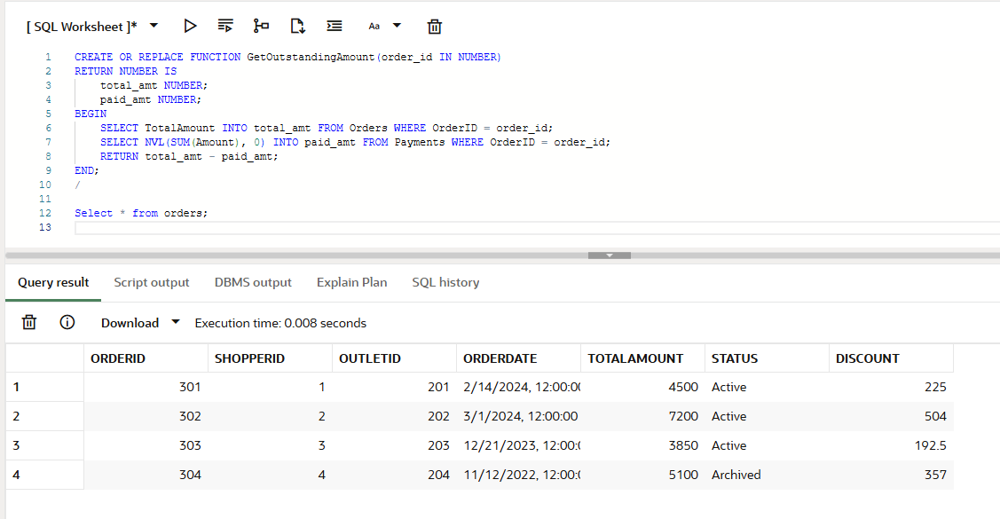 [ SQL Worksheet ]* Aa
1 CREATE OR REPLACE FUNCTION GetOutstandingAmount(order_id IN NUMBER)
2 RETURN NUMBER IS
3 total_amt NUMBER;
4 paid_amt NUMBER;
5 BEGIN
6 SELECT TotalAmount INTO total_amt FROM Orders WHERE OrderID = order_id;
7 SELECT NVL(SUM(Amount), 0) INTO paid_amt FROM Payments WHERE OrderID = order_id;
8 RETURN total_amt - paid_amt;
9 END;
10 /
11
12 Select * from orders;
13
Query result Script output DBMS output Explain Plan SQL history
Download Execution time: 0.008 seconds
ORDERID SHOPPERID OUTLETID ORDERDATE TOTALAMOUNT STATUS DISCOUNT
1 301 1 201 2/14/2024, 12:00:00 4500 Active 225
2 302 2 202 3/1/2024, 12:00:00 7200 Active 504
3 303 3 203 12/21/2023, 12:00: 3850 Active 192.5
4 304 4 204 11/12/2022, 12:00: 5100 Archived 357